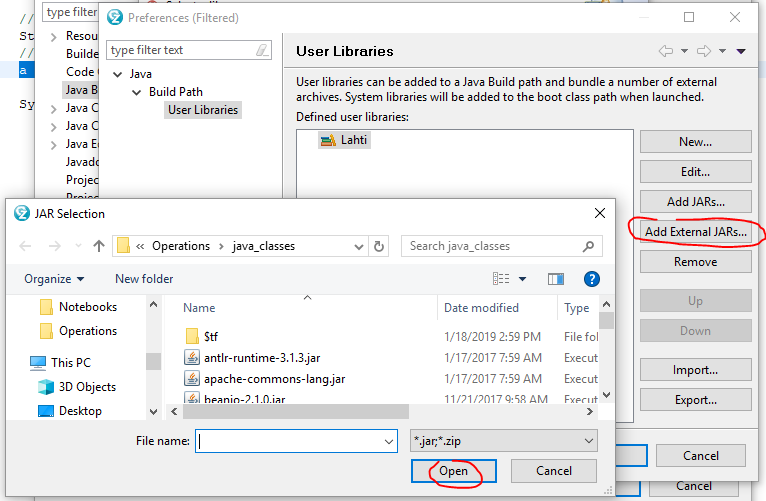 //
type filter
Preferences (Filtered)
St
//
a
Sy
Resou
Builde
Code
Java B
Java C
Java C
Java E
Javado
Projec
type filter text
Java
Build Path
User Libraries
User Libraries
User libraries can be added to a Java Build path and bundle a number of external
archives. System libraries will be added to the boot class path when launched.
Defined user libraries:
Lahti
New...
Edit...
Add JARs...
Add External JARs...
Remove
Up
Down
Import...
Export...
Cancel
Cancel
JAR Selection
« Operations › java_classes
Search java_classes
Organize
New folder
Notebooks
Operations
This PC
3D Objects
Desktop
Name Date modified Type
$tf 1/18/2019 2:59 PM File fol
antlr-runtime-3.1.3.jar 1/17/2017 7:59 AM Execut
apache-commons-lang.jar 1/17/2017 7:59 AM Execut
beanio-2.1.0.jar 11/21/2017 9:58 AM Execut
File name:
*.jar;*.zip
Open
Cancel